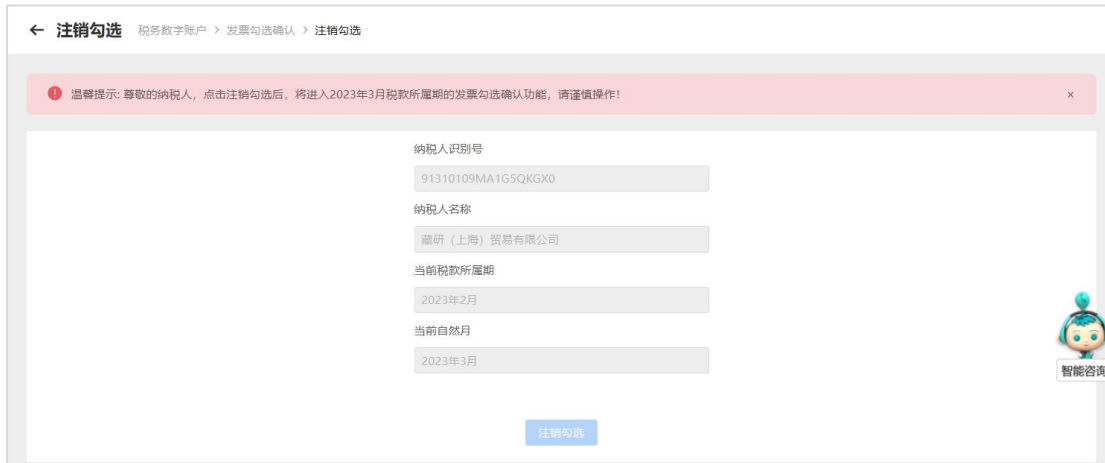 ← 注销勾选 税务数字账户 > 发票勾选确认 > 注销勾选
温馨提示: 尊敬的纳税人，点击注销勾选后，将进入2023年3月税款所属期的发票勾选确认功能，请谨慎操作！ ×
纳税人识别号
91310109MA1G5QKGX0
纳税人名称
蕴研（上海）贸易有限公司
当前税款所属期
2023年2月
当前自然月
2023年3月
智能咨询
注销勾选